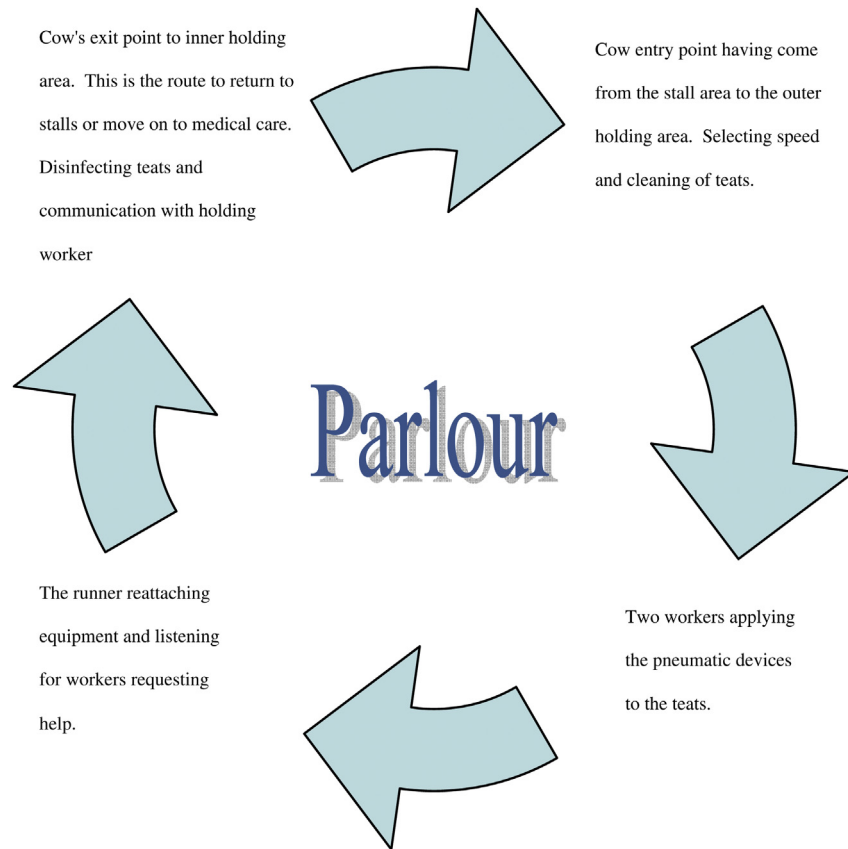 Cow's exit point to inner holding
area. This is the route to return to
stalls or move on to medical care.
Disinfecting teats and
communication with holding
worker
Cow entry point having come
from the stall area to the outer
holding area. Selecting speed
and cleaning of teats.
Parlour
The runner reattaching
equipment and listening
for workers requesting
help.
Two workers applying
the pneumatic devices
to the teats.